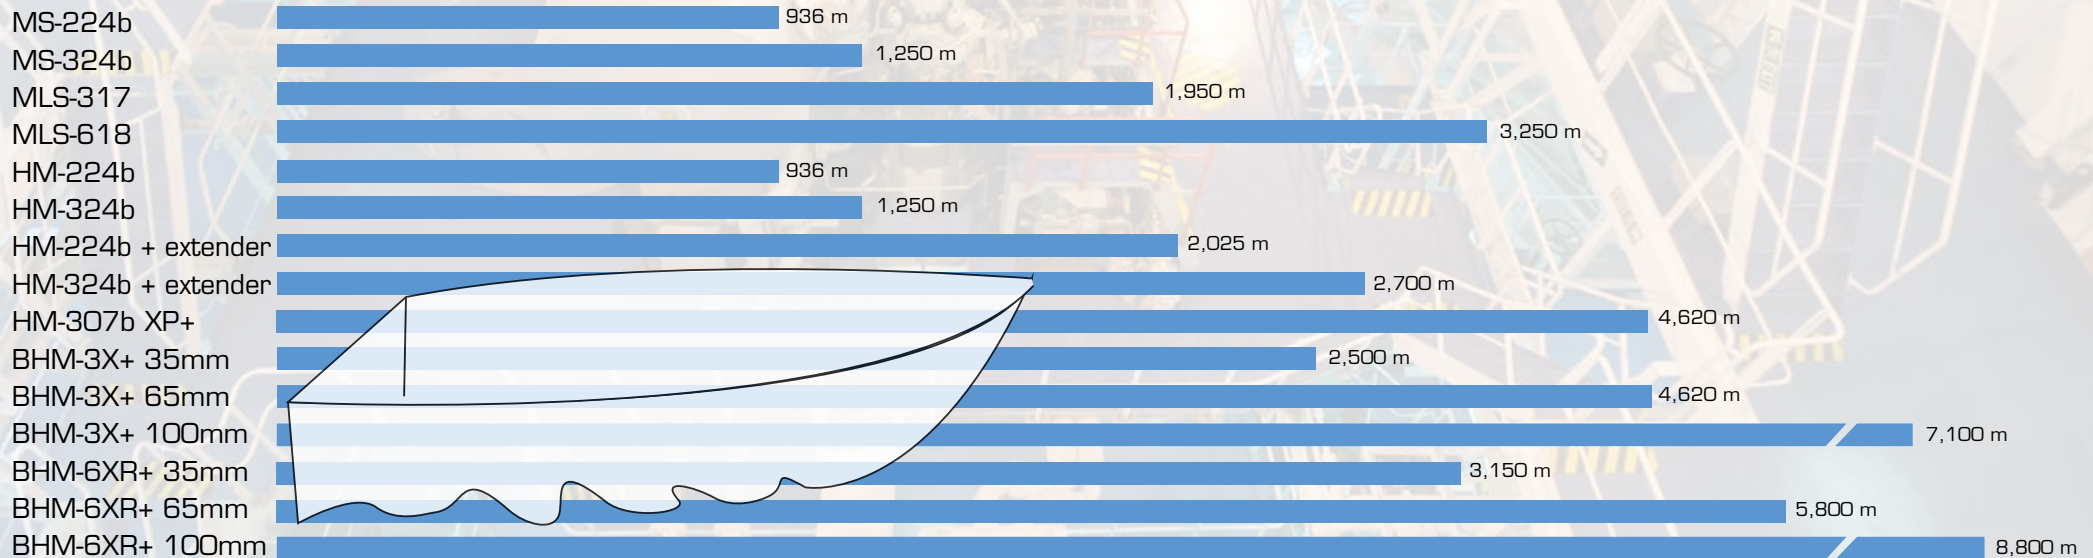 MS-224b 936 m
MS-324b 1,250 m
MLS-317 1,950 m
MLS-618 3,250 m
HM-224b 936 m
HM-324b 1,250 m
HM-224b + extender 2,025 m
HM-324b + extender 2,700 m
HM-307b XP+ 4,620 m
BHM-3X+ 35mm 2,500 m
BHM-3X+ 65mm 4,620 m
BHM-3X+ 100mm 7,100 m
BHM-6XR+ 35mm 3,150 m
BHM-6XR+ 65mm 5,800 m
BHM-6XR+ 100mm 8,800 m